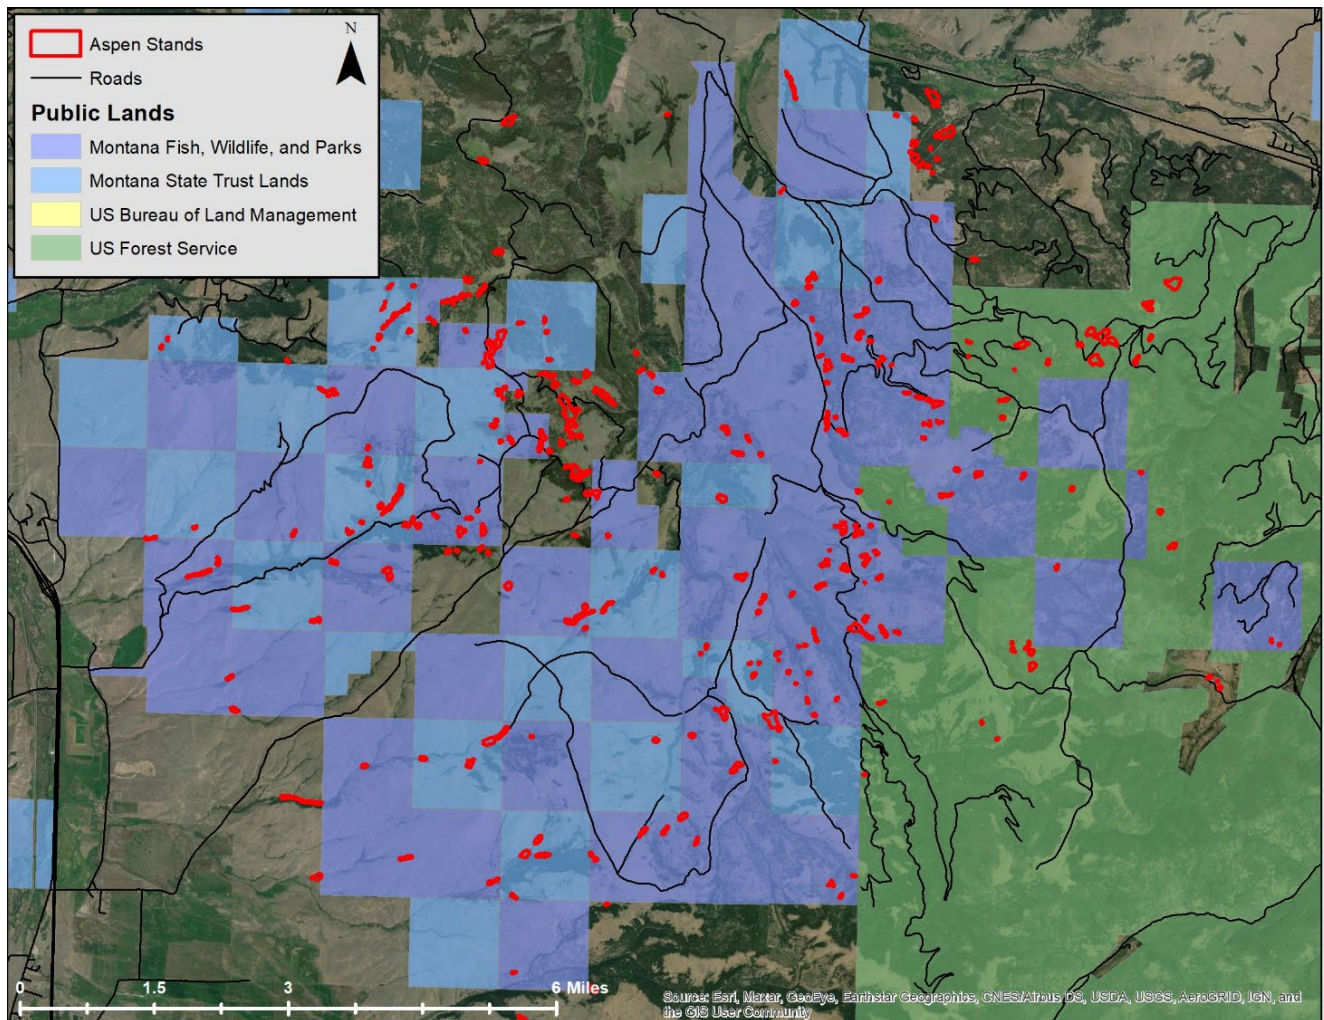 N
Aspen Stands
Roads
Public Lands
Montana Fish, Wildlife, and Parks
Montana State Trust Lands
US Bureau of Land Management
US Forest Service
0 1.5 3 6 Miles
Source: Esri, Maxar, GeoEye, Earthstar Geographics, CNES/Airbus DS, USDA, USGS, AeroGRID, IGN, and
the GIS User Community